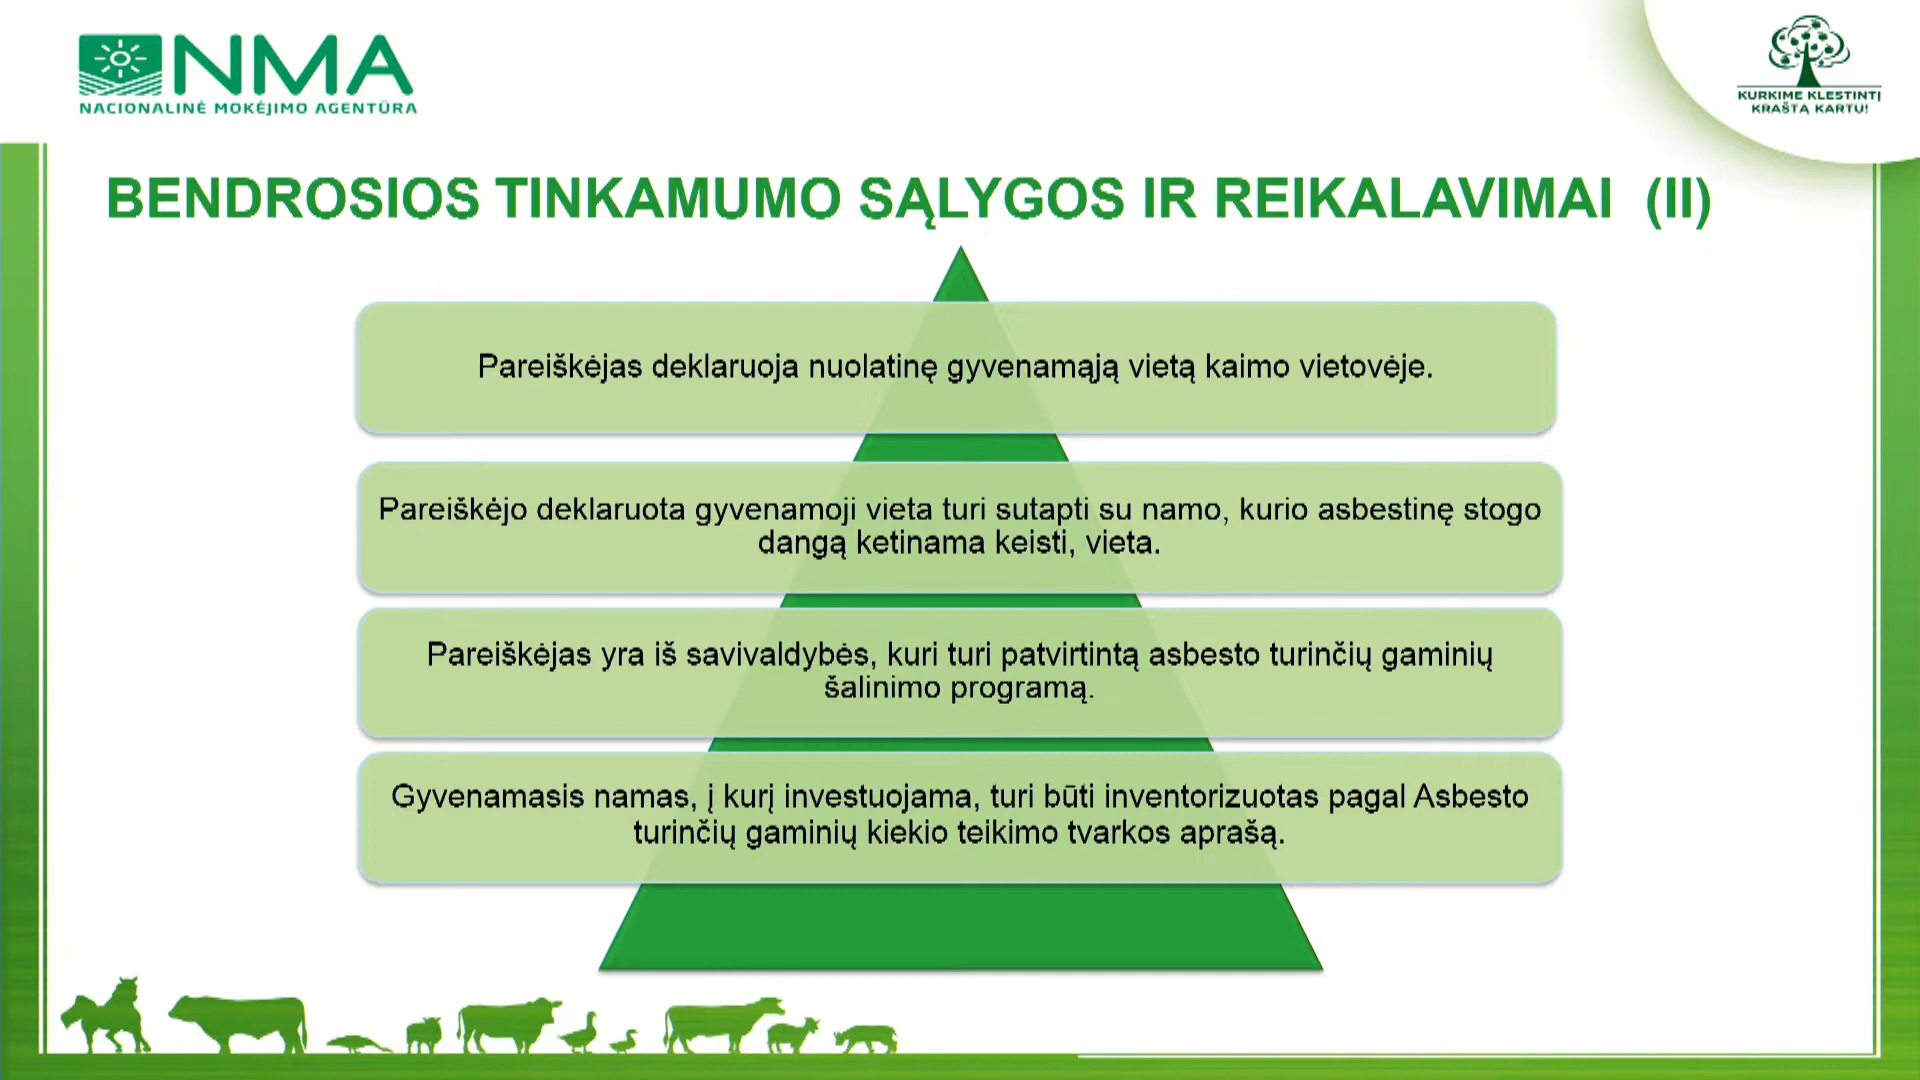 NMA
NACIONALINĖ MOKĖJIMO AGENTŪRA
KURKIME KLESTINTĮ
KRAŠTĄ KARTU!
BENDROSIOS TINKAMUMO SĄLYGOS IR REIKALAVIMAI (II)
Pareiškėjas deklaruoja nuolatinę gyvenamąją vietą kaimo vietovėje.
Pareiškėjo deklaruota gyvenamoji vieta turi sutapti su namo, kurio asbestinę stogo
dangą ketinama keisti, vieta.
Pareiškėjas yra iš savivaldybės, kuri turi patvirtintą asbesto turinčių gaminių
šalinimo programą.
Gyvenamasis namas, į kurį investuojama, turi būti inventorizuotas pagal Asbesto
turinčių gaminių kiekio teikimo tvarkos aprašą.